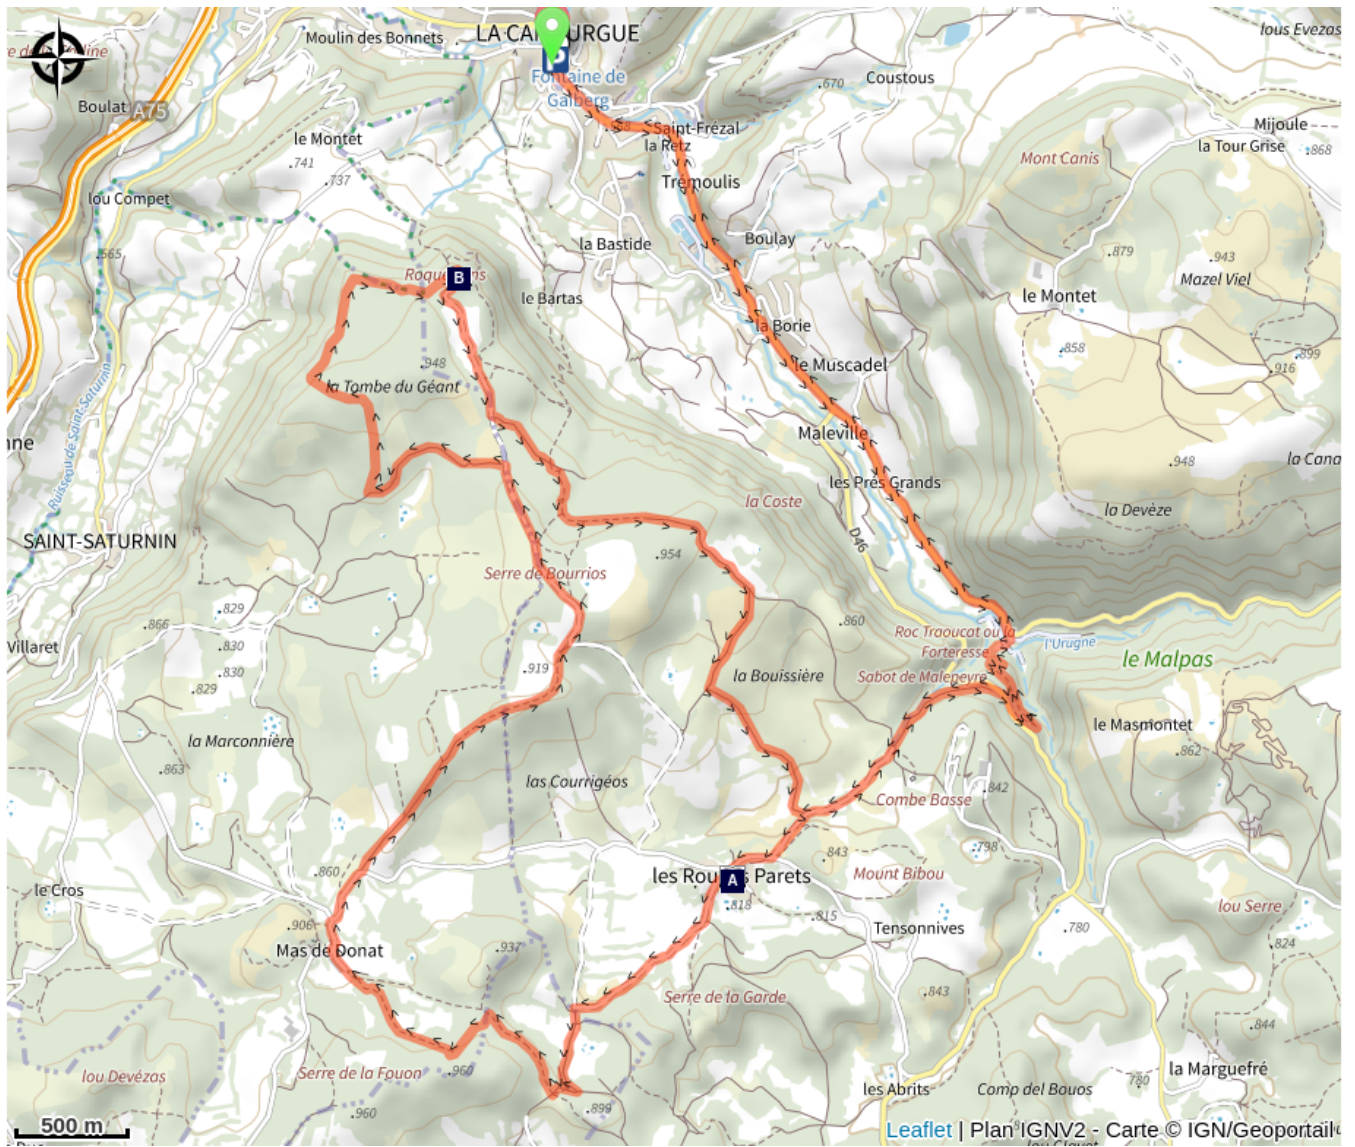 Moulin des Bonnets
LA CAN URGUE
lous Evezas
Coustous
.670
Fontaine de
Galberg
Boulat
A75
le Montet
.741
.737
Saint-Frézal
la Retz
Mijoule
la Tour Grise
.868
Mont Canis
Tremoulis
lou Compet
la Bastide
Boulay
.879
.943
Mazel Viel
.565
B
le Bartas
le Montet
la Borie
.858
.899
.916
.948
la Tombe du Géant
le Muscadel
Ruisseau de Saint-Saturnin
Maleville
.948
la Cana
les Prés Grands
la Coste
la Devèze
SAINT-SATURNIN
D46
.954
Serre de Bourrios
.829
.866
.860
Villaret
.830
Roc Traoucat ou la
Forteresse
l'Urugne
le Malpas
.830
.829
.919
la Bouissière
Sabot de Malepeyre
la Marconnière
le Masmontet
.862
.863
las Courrigéos
.842
Combe Basse
.798
.843
Mount Bibou
.860
les Rou s Parets
A
.818
.815
le Cros
lou Serre
.906
Tensonnives
.780
.824
Mas de Donat
.937
.843
Serre de la Garde
.844
lou Devézas
Serre de la Fouon
.960
la Marguefré
.780
les Abrits
Comp del Bouos
.899
.960
500 m
Leaflet | Plan IGNV2 - Carte © IGN/Geoportail